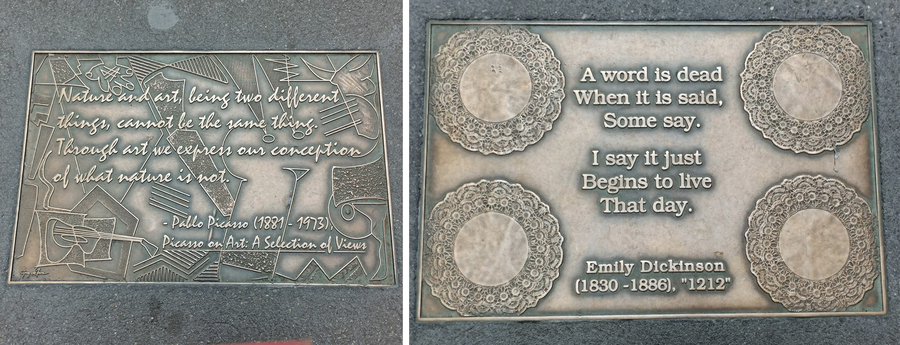 Nature and art, being two different
things, cannot be the same thing.
Through art we express our conception
of what nature is not.
- Pablo Picasso (1881 - 1973),
Picasso on Art: A Selection of Views
A word is dead
When it is said,
Some say.
I say it just
Begins to live
That day.
Emily Dickinson
(1830 -1886), "1212"